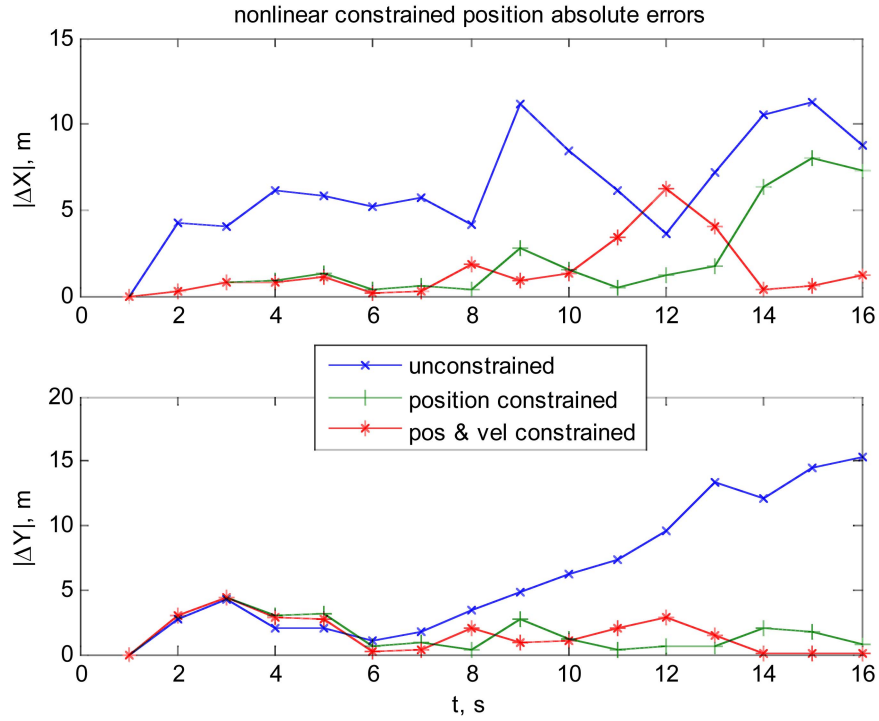 nonlinear constrained position absolute errors
15
10
5
0
|ΔX|, m
0 2 4 6 8 10 12 14 16
unconstrained
position constrained
pos & vel constrained
20
15
10
5
0
|ΔY|, m
0 2 4 6 8 10 12 14 16
t, s